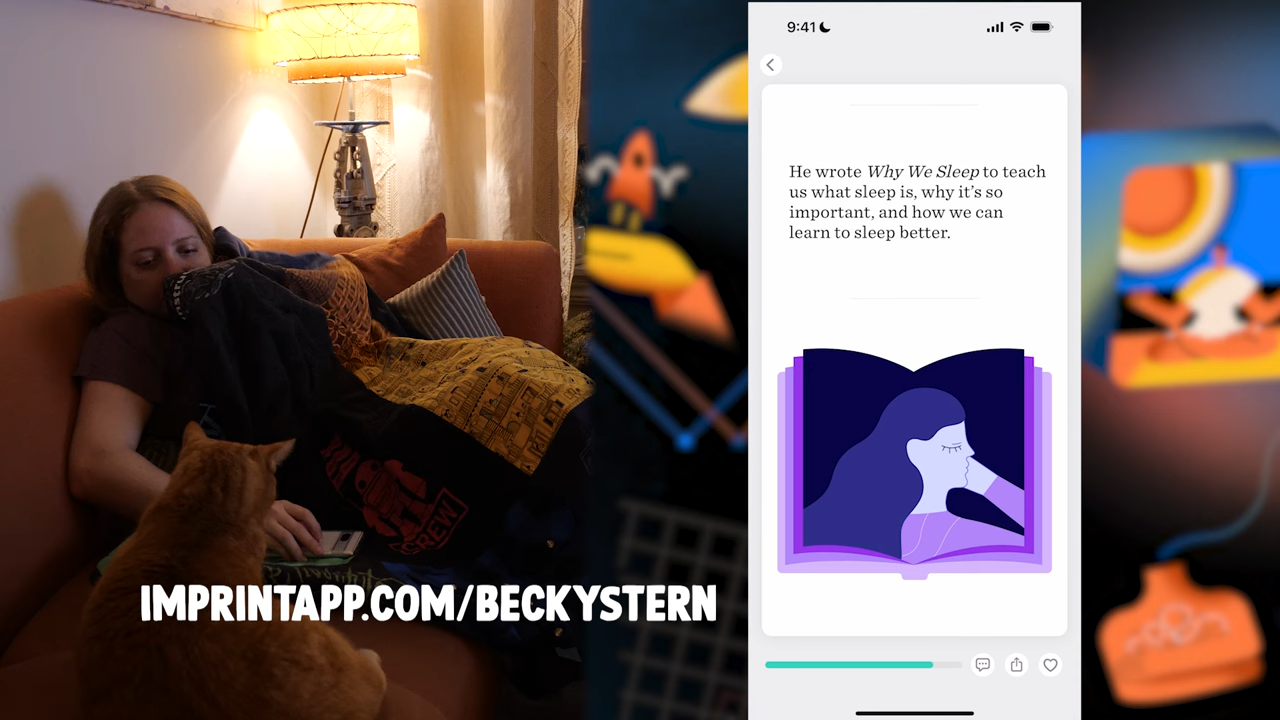 9:41
He wrote Why We Sleep to teach
us what sleep is, why it's so
important, and how we can
learn to sleep better.
CREW
IMPRINTAPP.COM/BECKYSTERN